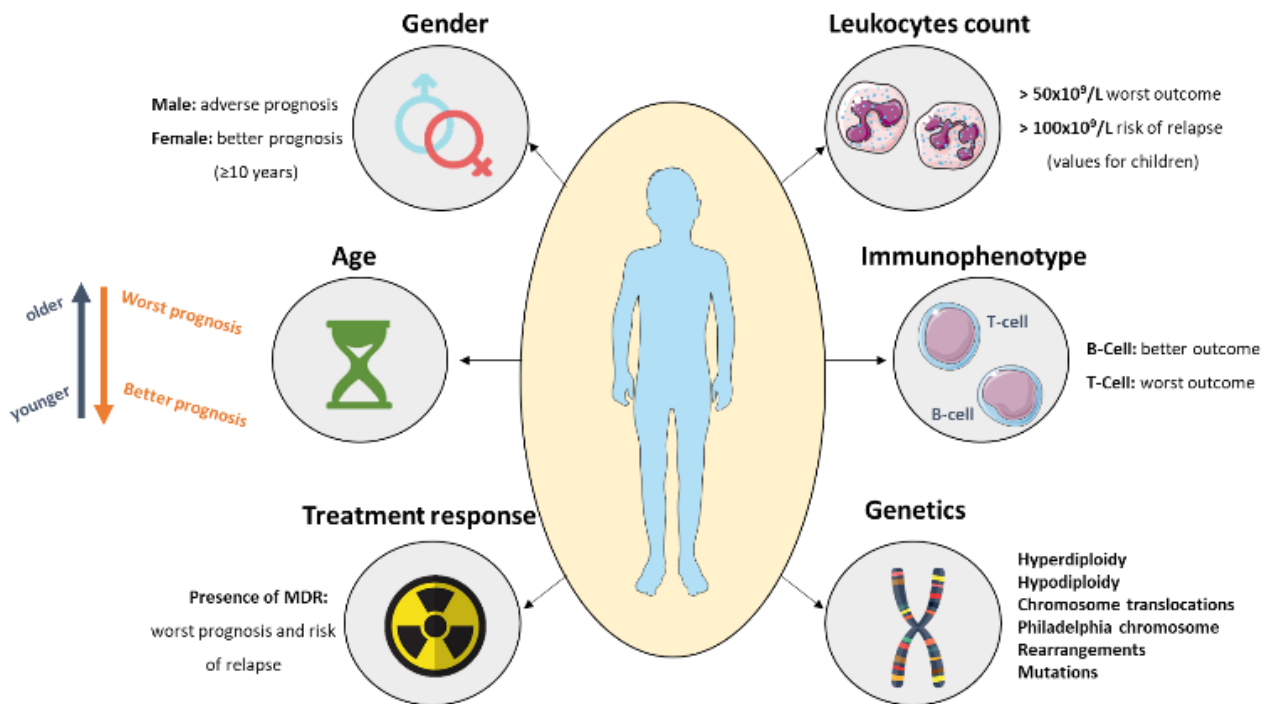 Gender
Male: adverse prognosis
Female: better prognosis
(≥10 years)
Leukocytes count
> 50x10⁹/L worst outcome
> 100x10⁹/L risk of relapse
(values for children)
Age
older
younger
Worst prognosis
Better prognosis
Immunophenotype
T-cell
B-cell
B-Cell: better outcome
T-Cell: worst outcome
Treatment response
Presence of MDR:
worst prognosis and risk
of relapse
Genetics
Hyperdiploidy
Hypodiploidy
Chromosome translocations
Philadelphia chromosome
Rearrangements
Mutations